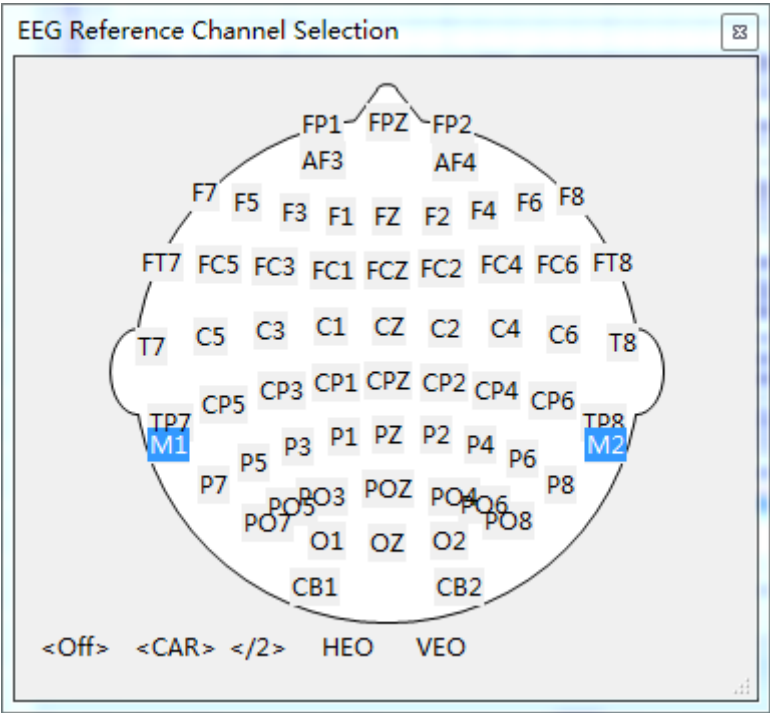 EEG Reference Channel Selection
FP1 FPZ FP2
AF3 AF4
F7 F5 F3 F1 FZ F2 F4 F6 F8
FT7 FC5 FC3 FC1 FCZ FC2 FC4 FC6 FT8
T7 C5 C3 C1 CZ C2 C4 C6 T8
TP7 CP5 CP3 CP1 CPZ CP2 CP4 CP6 TP8
M1 M2
P7 P5 P3 P1 PZ P2 P4 P6 P8
PO7 PO5 PO3 POZ PO4 PO6 PO8
O1 OZ O2
CB1 CB2
<Off> <CAR> </2> HEO VEO